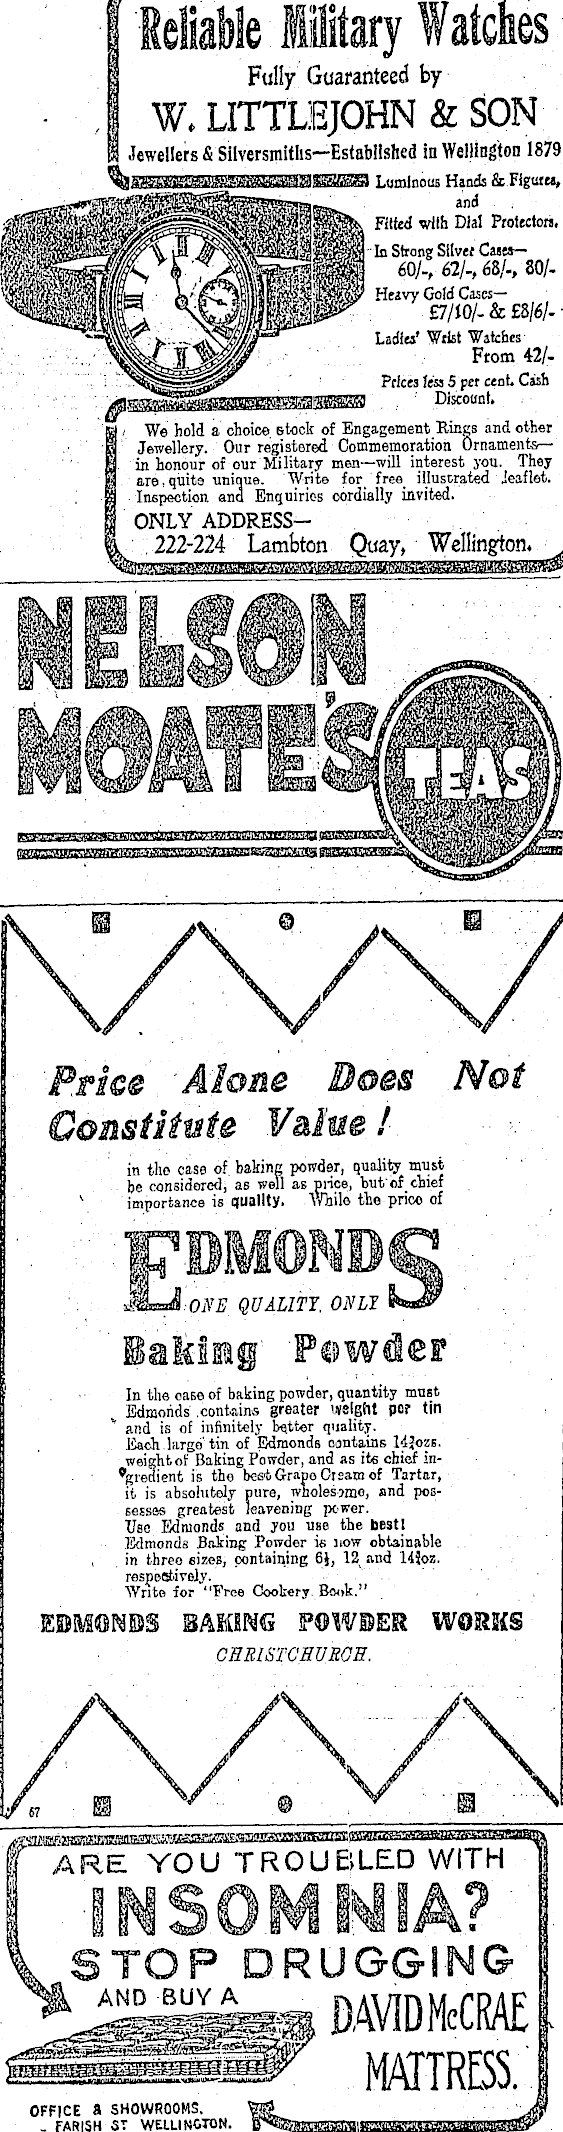 Reliable Military Watches
Fully Guaranteed by
W. LITTLEJOHN & SON
Jewellers & Silversmiths—Established in Wellington 1879
Luminous Hands & Figures,
and
Fitted with Dial Protectors.
In Strong Silver Cases—
60/-, 62/-, 68/-, 80/-
Heavy Gold Cases—
£7/10/- & £8/6/-
Ladies' Wrist Watches
From 42/-
Prices less 5 per cent. Cash
Discount.
We hold a choice stock of Engagement Rings and other
Jewellery. Our registered Commemoration Ornaments—
in honour of our Military men—will interest you. They
are quite unique. Write for free illustrated leaflet.
Inspection and Enquiries cordially invited.
ONLY ADDRESS—
222-224 Lambton Quay, Wellington.
NELSON
MOATE'S
TEAS
Price Alone Does Not
Constitute Value!
in the case of baking powder, quality must
be considered, as well as price, but of chief
importance is quality. While the price of
EDMONDS
ONE QUALITY, ONLY
Baking Powder
In the case of baking powder, quantity must
Edmonds contains greater weight per tin
and is of infinitely better quality.
Each large tin of Edmonds contains 14¾ozs.
weight of Baking Powder, and as its chief in-
gredient is the best Grape Cream of Tartar,
it is absolutely pure, wholesome, and pos-
sesses greatest leavening power.
Use Edmonds and you use the best!
Edmonds Baking Powder is now obtainable
in three sizes, containing 6½, 12 and 14¾oz.
respectively.
Write for "Free Cookery Book."
EDMONDS BAKING POWDER WORKS
CHRISTCHURCH.
67
ARE YOU TROUBLED WITH
INSOMNIA?
STOP DRUGGING
AND BUY A
DAVID McCRAE
MATTRESS.
OFFICE & SHOWROOMS.
FARISH ST WELLINGTON.